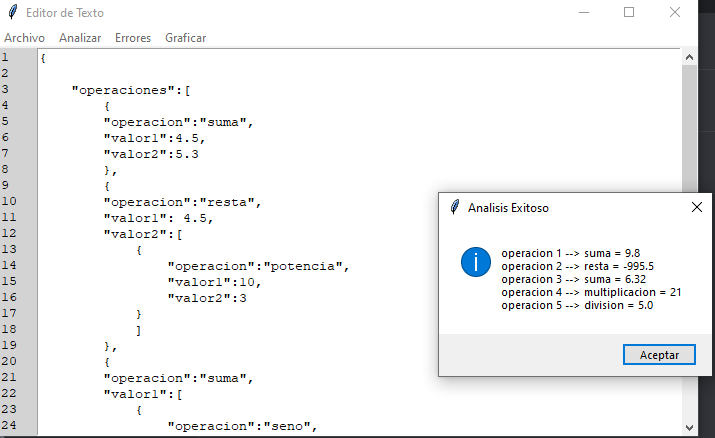 Editor de Texto
Archivo Analizar Errores Graficar
1 {
2
3 "operaciones":[
4 {
5 "operacion":"suma",
6 "valor1":4.5,
7 "valor2":5.3
8 },
9 {
10 "operacion":"resta",
11 "valor1": 4.5,
12 "valor2":[
13 {
14 "operacion":"potencia",
15 "valor1":10,
16 "valor2":3
17 }
18 ]
19 },
20 {
21 "operacion":"suma",
22 "valor1":[
23 {
24 "operacion":"seno",
Analisis Exitoso
operacion 1 --> suma = 9.8
operacion 2 --> resta = -995.5
operacion 3 --> suma = 6.32
operacion 4 --> multiplicacion = 21
operacion 5 --> division = 5.0
Aceptar